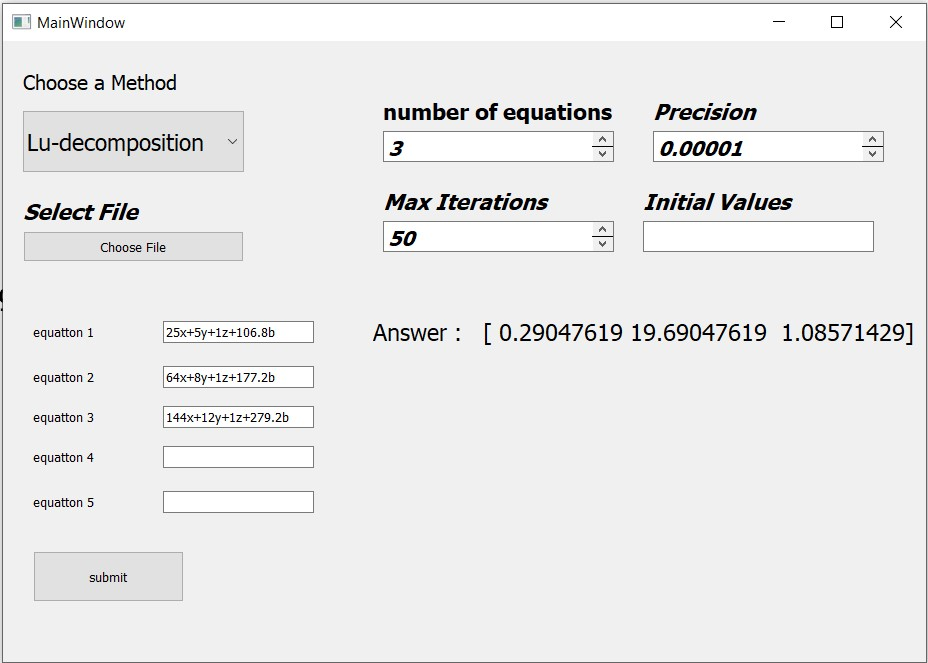 MainWindow
Choose a Method
Lu-decomposition
number of equations
Precision
3
0.00001
Select File
Choose File
Max Iterations
Initial Values
50
equatton 1
25x+5y+1z+106.8b
Answer : [ 0.29047619 19.69047619 1.08571429]
equatton 2
64x+8y+1z+177.2b
equatton 3
144x+12y+1z+279.2b
equatton 4
equatton 5
submit